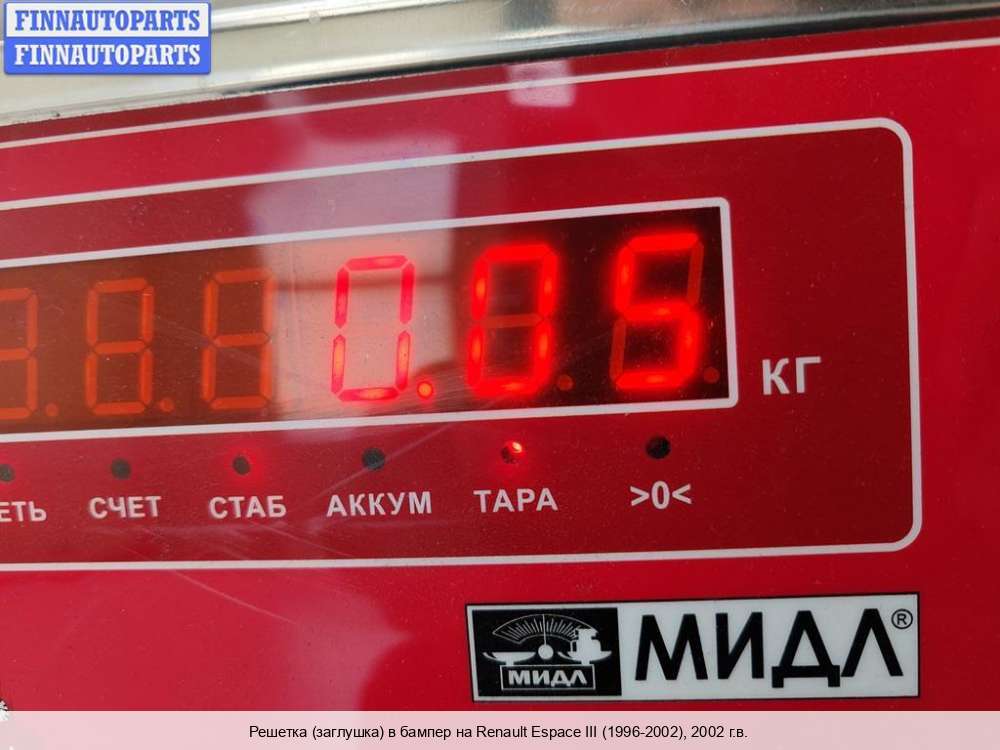 FINNAUTOPARTS
FINNAUTOPARTS
0.05
КГ
СЧЕТ СТАБ АККУМ ТАРА >0<
МИДЛ
МИДЛ®
Решетка (заглушка) в бампер на Renault Espace III (1996-2002), 2002 г.в.